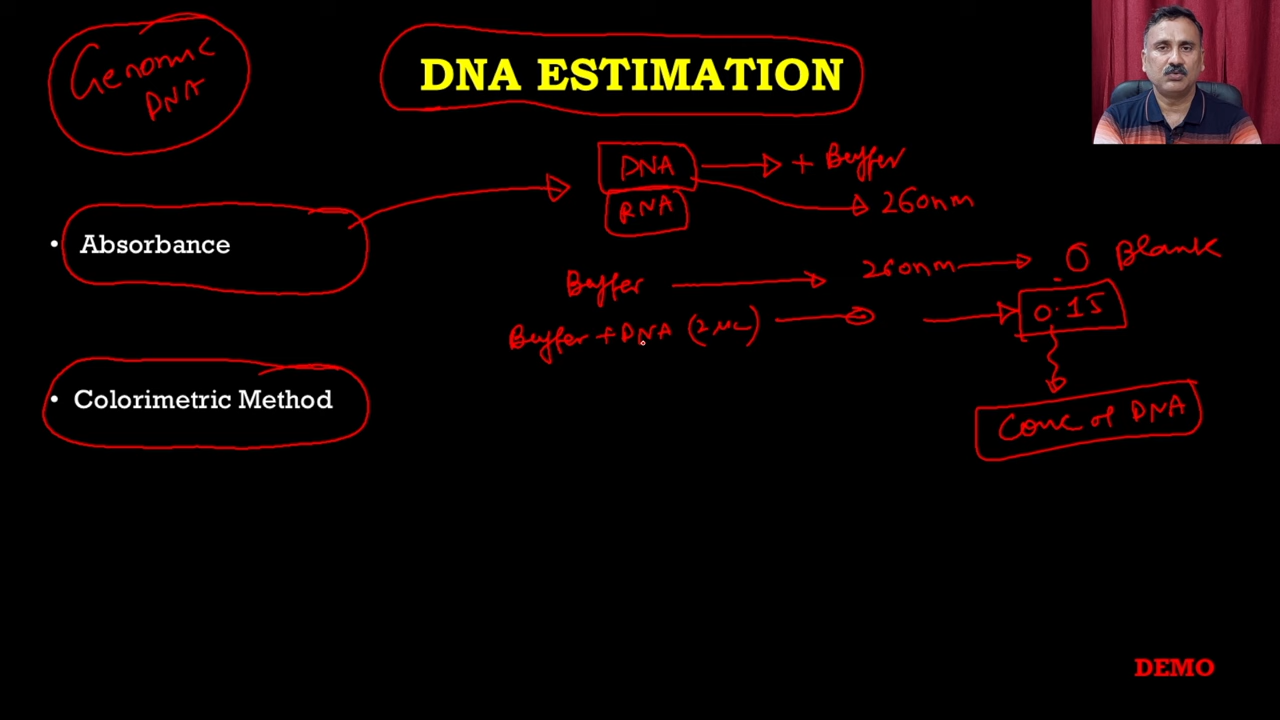 Genomic
DNA
DNA ESTIMATION
DNA → + Buffer
RNA
260nm
• Absorbance
Buffer → 260nm → 0 Blank
Buffer + DNA (2 µL) → → 0.15
• Colorimetric Method
Conc of DNA
DEMO